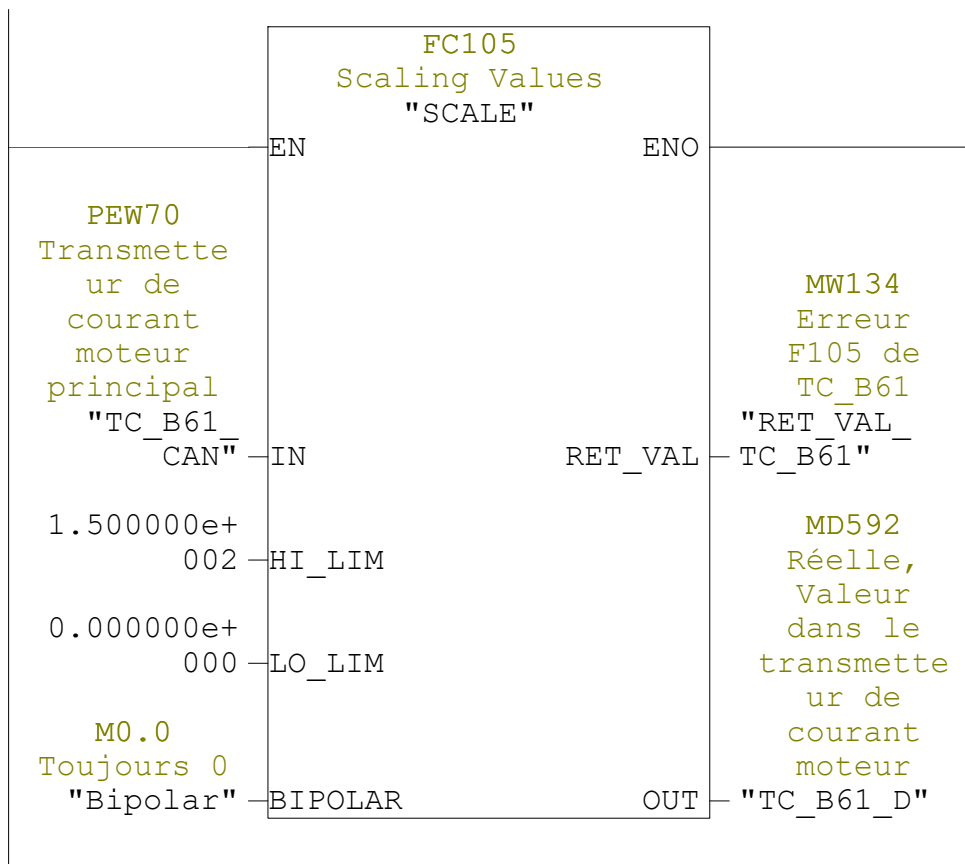 FC105
Scaling Values
"SCALE"
EN ENO
PEW70
Transmette
ur de
courant
moteur
principal
"TC_B61_
CAN" IN
MW134
Erreur
F105 de
TC_B61
"RET_VAL_
RET_VAL TC_B61"
1.500000e+
002 HI_LIM
0.000000e+
000 LO_LIM
M0.0
Toujours 0
"Bipolar" BIPOLAR
MD592
Réelle,
Valeur
dans le
transmette
ur de
courant
moteur
OUT "TC_B61_D"